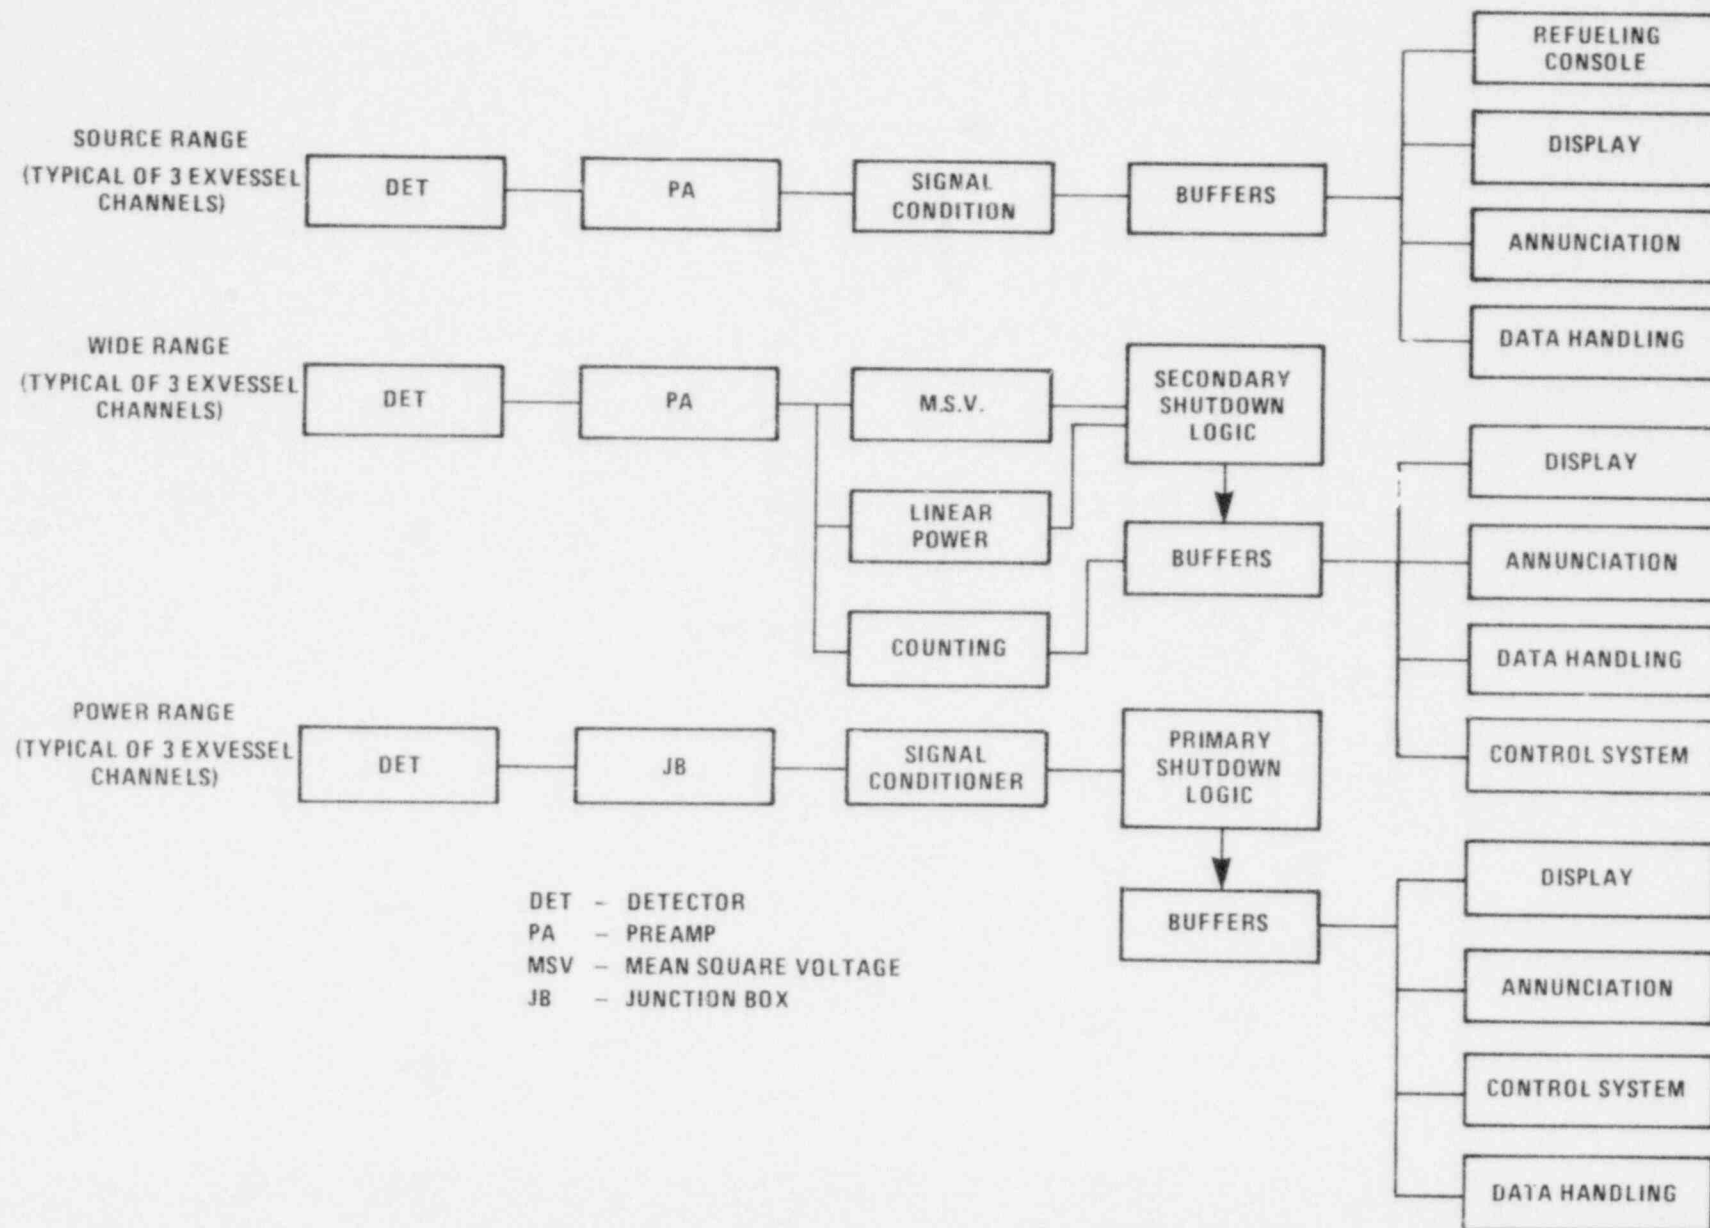 SOURCE RANGE
(TYPICAL OF 3 EXVESSEL
CHANNELS)
DET
PA
SIGNAL
CONDITION
BUFFERS
REFUELING
CONSOLE
DISPLAY
ANNUNCIATION
DATA HANDLING
WIDE RANGE
(TYPICAL OF 3 EXVESSEL
CHANNELS)
DET
PA
M.S.V.
LINEAR
POWER
COUNTING
SECONDARY
SHUTDOWN
LOGIC
BUFFERS
DISPLAY
ANNUNCIATION
DATA HANDLING
CONTROL SYSTEM
POWER RANGE
(TYPICAL OF 3 EXVESSEL
CHANNELS)
DET
JB
SIGNAL
CONDITIONER
PRIMARY
SHUTDOWN
LOGIC
BUFFERS
DISPLAY
ANNUNCIATION
CONTROL SYSTEM
DATA HANDLING
DET – DETECTOR
PA – PREAMP
MSV – MEAN SQUARE VOLTAGE
JB – JUNCTION BOX